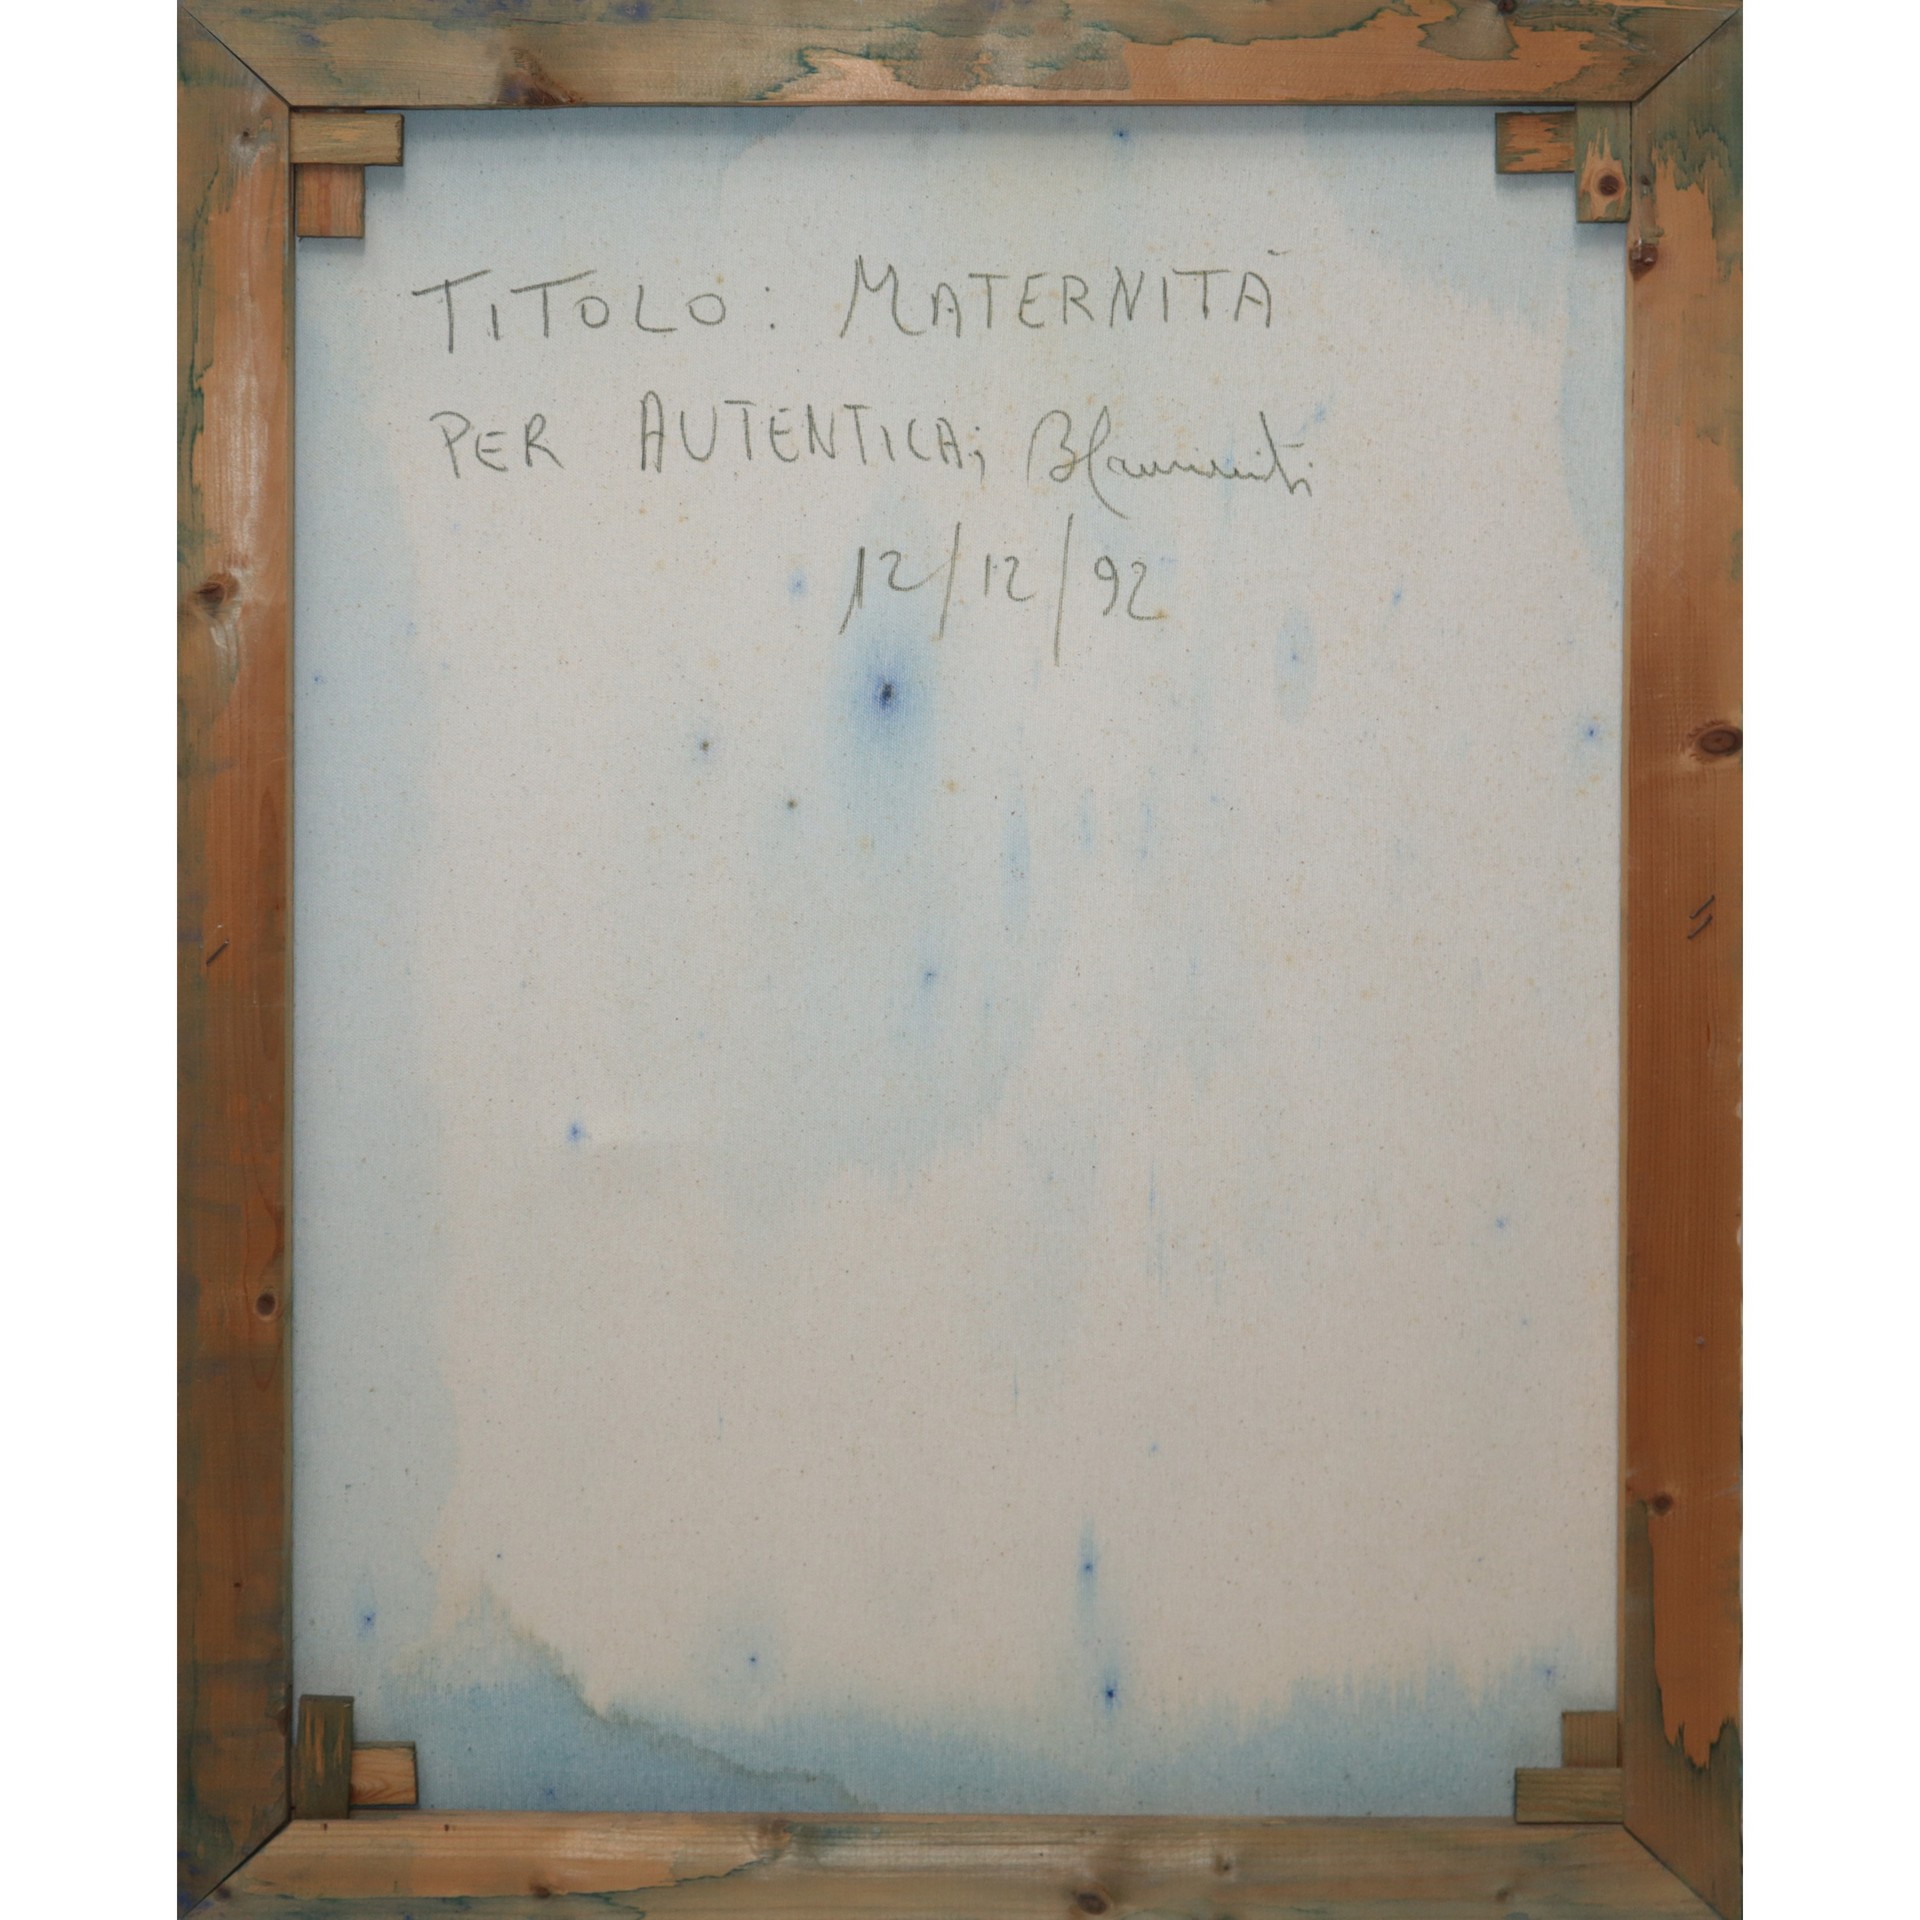 TITOLO: MATERNITÀ
PER AUTENTICA;
12/12/92